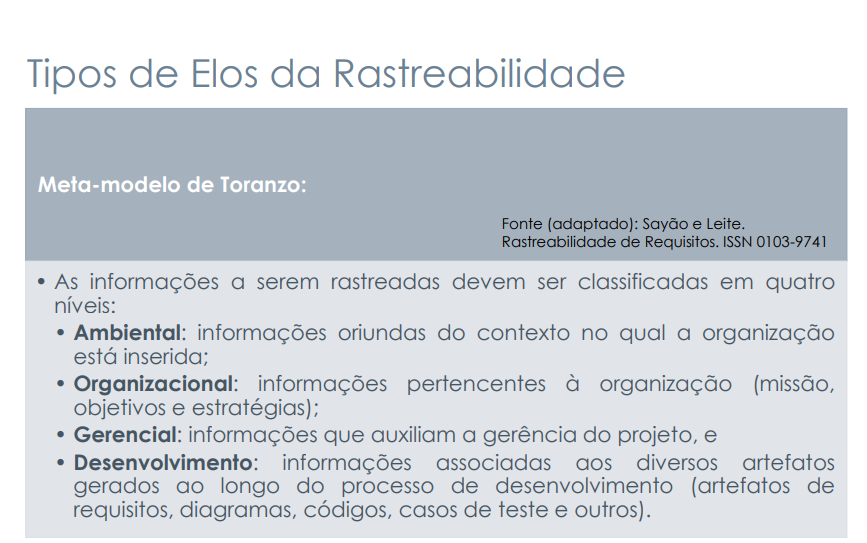 Tipos de Elos da Rastreabilidade
Meta-modelo de Toranzo:
Fonte (adaptado): Sayão e Leite.
Rastreabilidade de Requisitos. ISSN 0103-9741
• As informações a serem rastreadas devem ser classificadas em quatro
níveis:
• Ambiental: informações oriundas do contexto no qual a organização
está inserida;
• Organizacional: informações pertencentes à organização (missão,
objetivos e estratégias);
• Gerencial: informações que auxiliam a gerência do projeto, e
• Desenvolvimento: informações associadas aos diversos artefatos
gerados ao longo do processo de desenvolvimento (artefatos de
requisitos, diagramas, códigos, casos de teste e outros).